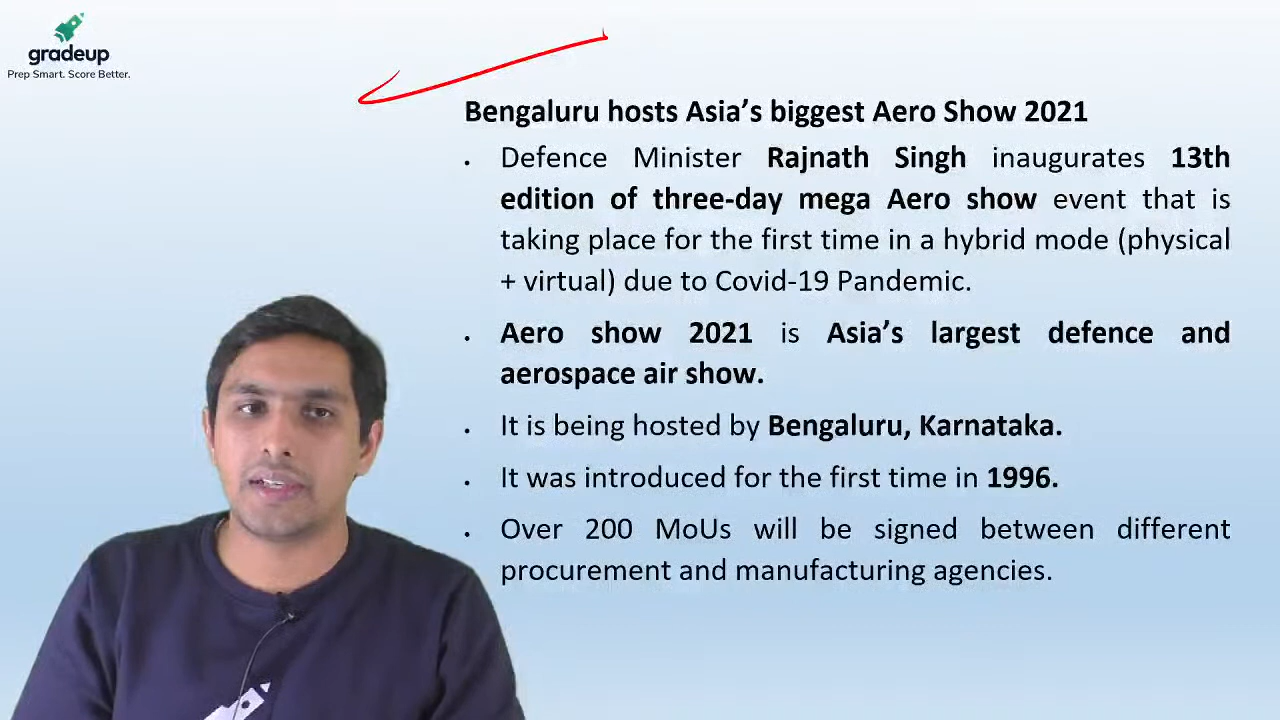 gradeup
Prep Smart. Score Better.
Bengaluru hosts Asia's biggest Aero Show 2021
• Defence Minister Rajnath Singh inaugurates 13th
edition of three-day mega Aero show event that is
taking place for the first time in a hybrid mode (physical
+ virtual) due to Covid-19 Pandemic.
• Aero show 2021 is Asia's largest defence and
aerospace air show.
• It is being hosted by Bengaluru, Karnataka.
• It was introduced for the first time in 1996.
• Over 200 MoUs will be signed between different
procurement and manufacturing agencies.